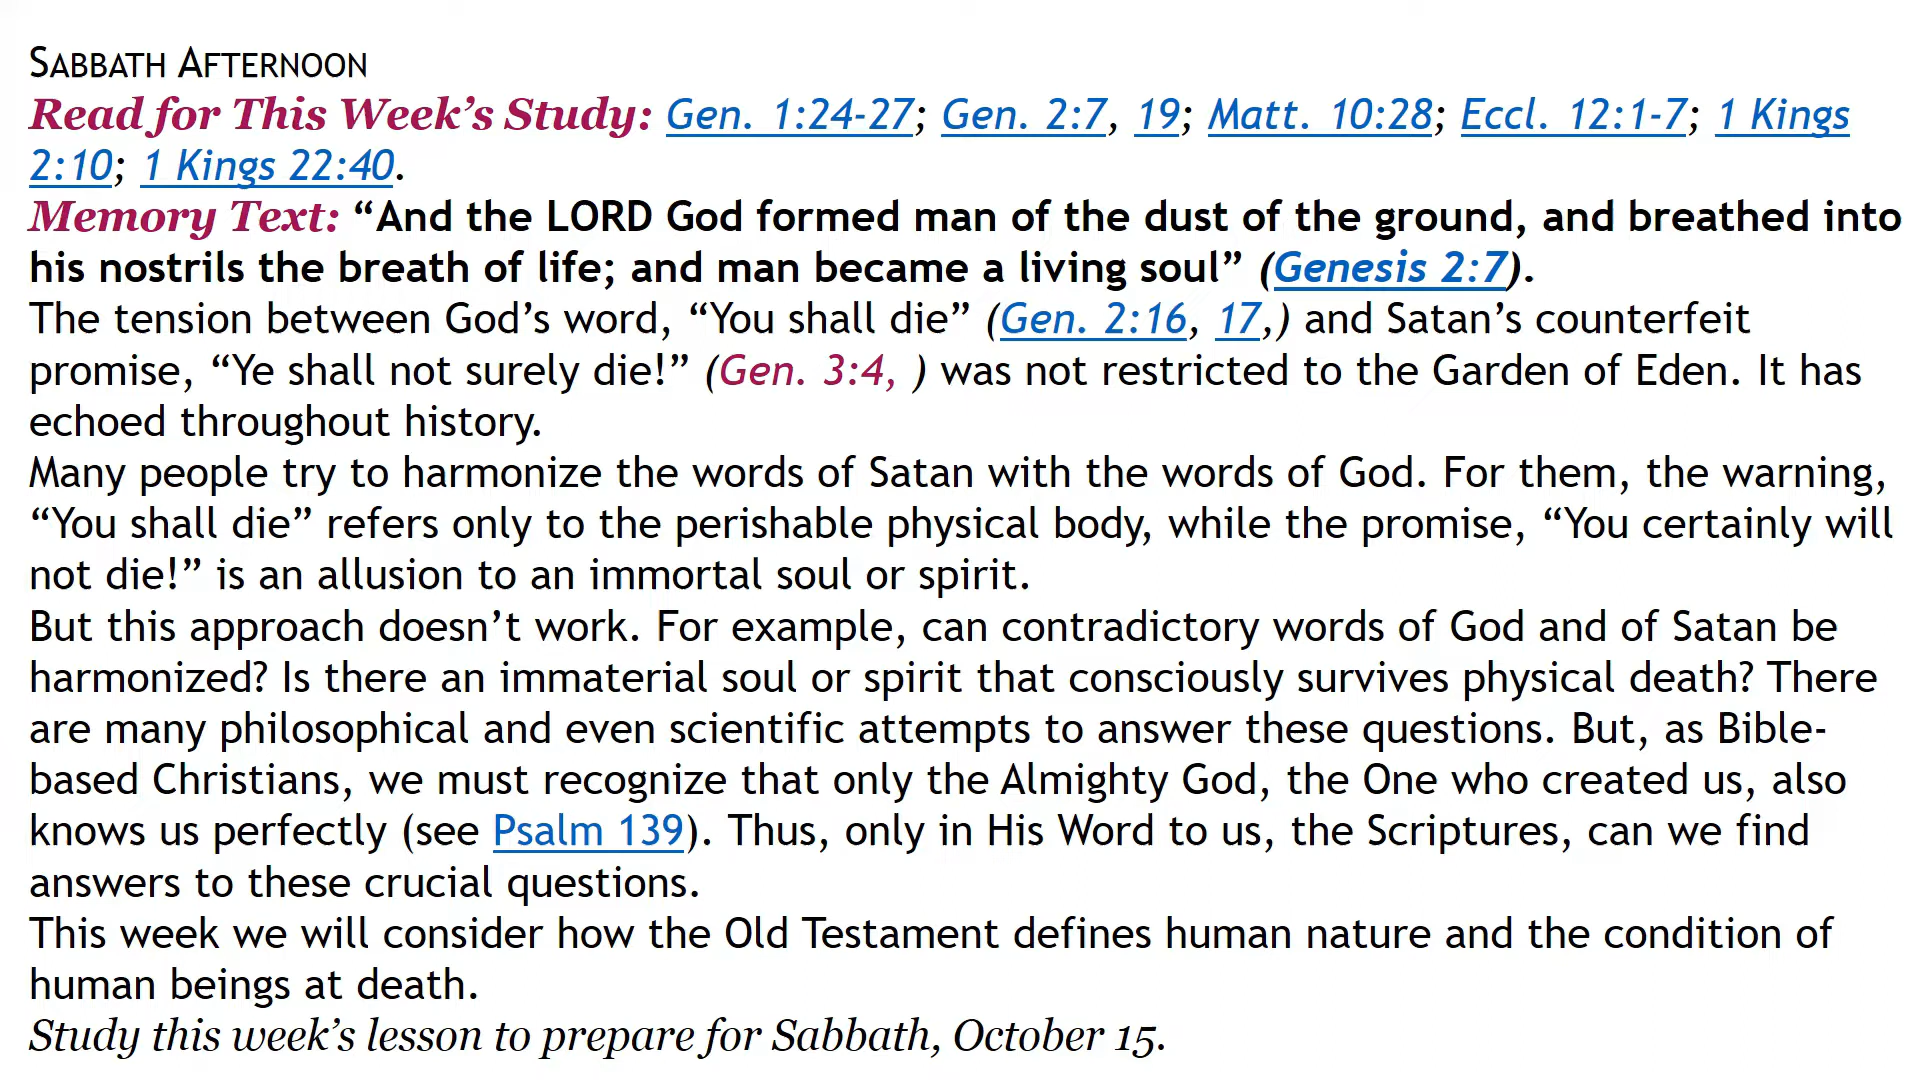 SABBATH AFTERNOON
Read for This Week’s Study: Gen. 1:24-27; Gen. 2:7, 19; Matt. 10:28; Eccl. 12:1-7; 1 Kings
2:10; 1 Kings 22:40.
Memory Text: “And the LORD God formed man of the dust of the ground, and breathed into
his nostrils the breath of life; and man became a living soul” (Genesis 2:7).
The tension between God’s word, “You shall die” (Gen. 2:16, 17,) and Satan’s counterfeit
promise, “Ye shall not surely die!” (Gen. 3:4, ) was not restricted to the Garden of Eden. It has
echoed throughout history.
Many people try to harmonize the words of Satan with the words of God. For them, the warning,
“You shall die” refers only to the perishable physical body, while the promise, “You certainly will
not die!” is an allusion to an immortal soul or spirit.
But this approach doesn’t work. For example, can contradictory words of God and of Satan be
harmonized? Is there an immaterial soul or spirit that consciously survives physical death? There
are many philosophical and even scientific attempts to answer these questions. But, as Bible-
based Christians, we must recognize that only the Almighty God, the One who created us, also
knows us perfectly (see Psalm 139). Thus, only in His Word to us, the Scriptures, can we find
answers to these crucial questions.
This week we will consider how the Old Testament defines human nature and the condition of
human beings at death.
Study this week’s lesson to prepare for Sabbath, October 15.